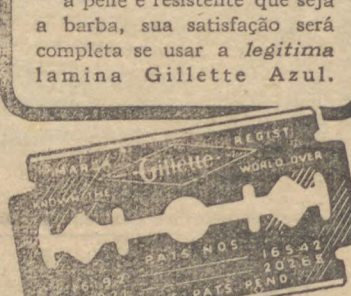 a pele e resistente que seja
a barba, sua satisfação será
completa se usar a legitima
lamina Gillette Azul.
MARCA Gillette REGIST.
KNOWN THE WORLD OVER
PATS. NOS. 16542
20268
PATS. PEND.